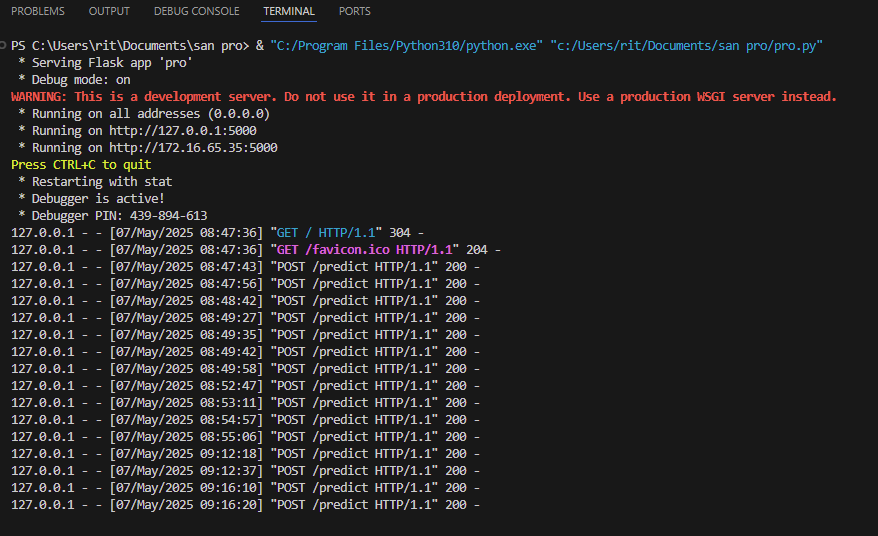 PROBLEMS OUTPUT DEBUG CONSOLE TERMINAL PORTS
PS C:\Users\rit\Documents\san pro> & "C:/Program Files/Python310/python.exe" "c:/Users/rit/Documents/san pro/pro.py"
* Serving Flask app 'pro'
* Debug mode: on
WARNING: This is a development server. Do not use it in a production deployment. Use a production WSGI server instead.
* Running on all addresses (0.0.0.0)
* Running on http://127.0.0.1:5000
* Running on http://172.16.65.35:5000
Press CTRL+C to quit
* Restarting with stat
* Debugger is active!
* Debugger PIN: 439-894-613
127.0.0.1 - - [07/May/2025 08:47:36] "GET / HTTP/1.1" 304 -
127.0.0.1 - - [07/May/2025 08:47:36] "GET /favicon.ico HTTP/1.1" 204 -
127.0.0.1 - - [07/May/2025 08:47:43] "POST /predict HTTP/1.1" 200 -
127.0.0.1 - - [07/May/2025 08:47:56] "POST /predict HTTP/1.1" 200 -
127.0.0.1 - - [07/May/2025 08:48:42] "POST /predict HTTP/1.1" 200 -
127.0.0.1 - - [07/May/2025 08:49:27] "POST /predict HTTP/1.1" 200 -
127.0.0.1 - - [07/May/2025 08:49:35] "POST /predict HTTP/1.1" 200 -
127.0.0.1 - - [07/May/2025 08:49:42] "POST /predict HTTP/1.1" 200 -
127.0.0.1 - - [07/May/2025 08:49:58] "POST /predict HTTP/1.1" 200 -
127.0.0.1 - - [07/May/2025 08:52:47] "POST /predict HTTP/1.1" 200 -
127.0.0.1 - - [07/May/2025 08:53:11] "POST /predict HTTP/1.1" 200 -
127.0.0.1 - - [07/May/2025 08:54:57] "POST /predict HTTP/1.1" 200 -
127.0.0.1 - - [07/May/2025 08:55:06] "POST /predict HTTP/1.1" 200 -
127.0.0.1 - - [07/May/2025 09:12:18] "POST /predict HTTP/1.1" 200 -
127.0.0.1 - - [07/May/2025 09:12:37] "POST /predict HTTP/1.1" 200 -
127.0.0.1 - - [07/May/2025 09:16:10] "POST /predict HTTP/1.1" 200 -
127.0.0.1 - - [07/May/2025 09:16:20] "POST /predict HTTP/1.1" 200 -